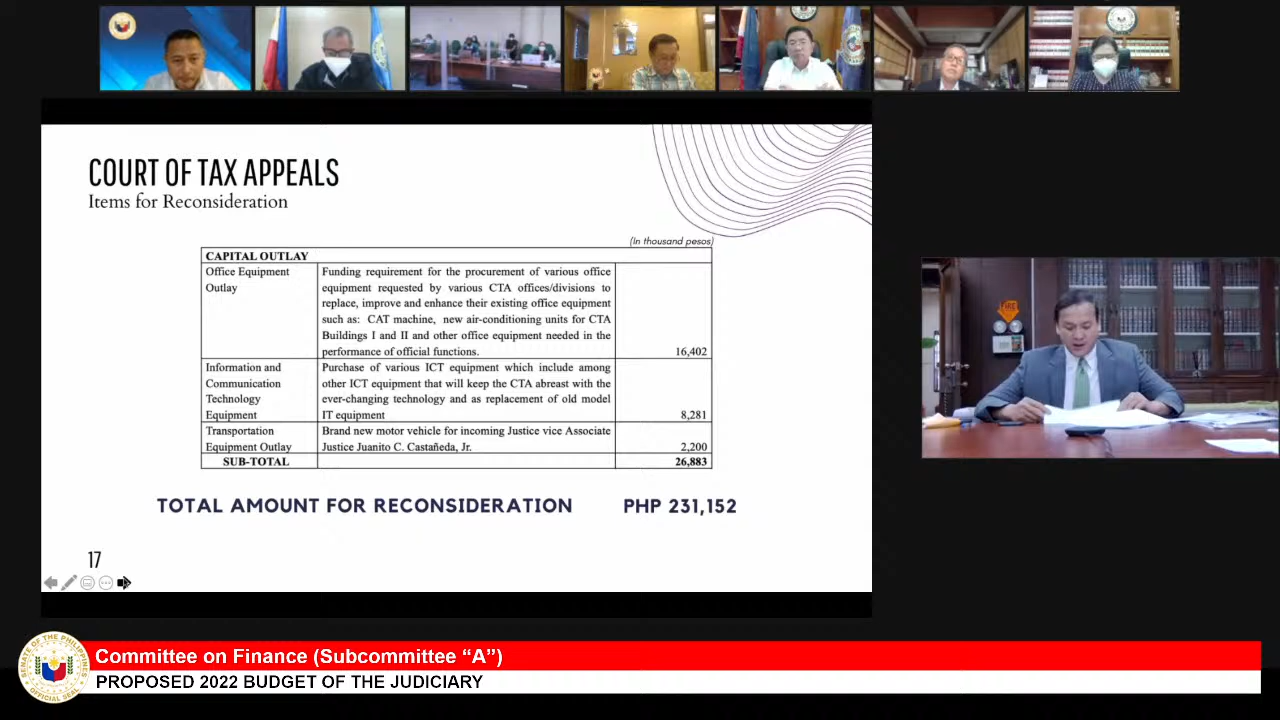 COURT OF TAX APPEALS
Items for Reconsideration
(In thousand pesos)
CAPITAL OUTLAY
Office Equipment
Outlay
Funding requirement for the procurement of various office
equipment requested by various CTA offices/divisions to
replace, improve and enhance their existing office equipment
such as: CAT machine, new air-conditioning units for CTA
Buildings I and II and other office equipment needed in the
performance of official functions.
16,402
Information and
Communication
Technology
Equipment
Purchase of various ICT equipment which include among
other ICT equipment that will keep the CTA abreast with the
ever-changing technology and as replacement of old model
IT equipment
8,281
Transportation
Equipment Outlay
Brand new motor vehicle for incoming Justice vice Associate
Justice Juanito C. Castañeda, Jr.
2,200
SUB-TOTAL
26,883
TOTAL AMOUNT FOR RECONSIDERATION PHP 231,152
17
FIRE
SENATE OF THE PHILIPPINES
OFFICIAL SEAL
Committee on Finance (Subcommittee “A”)
PROPOSED 2022 BUDGET OF THE JUDICIARY